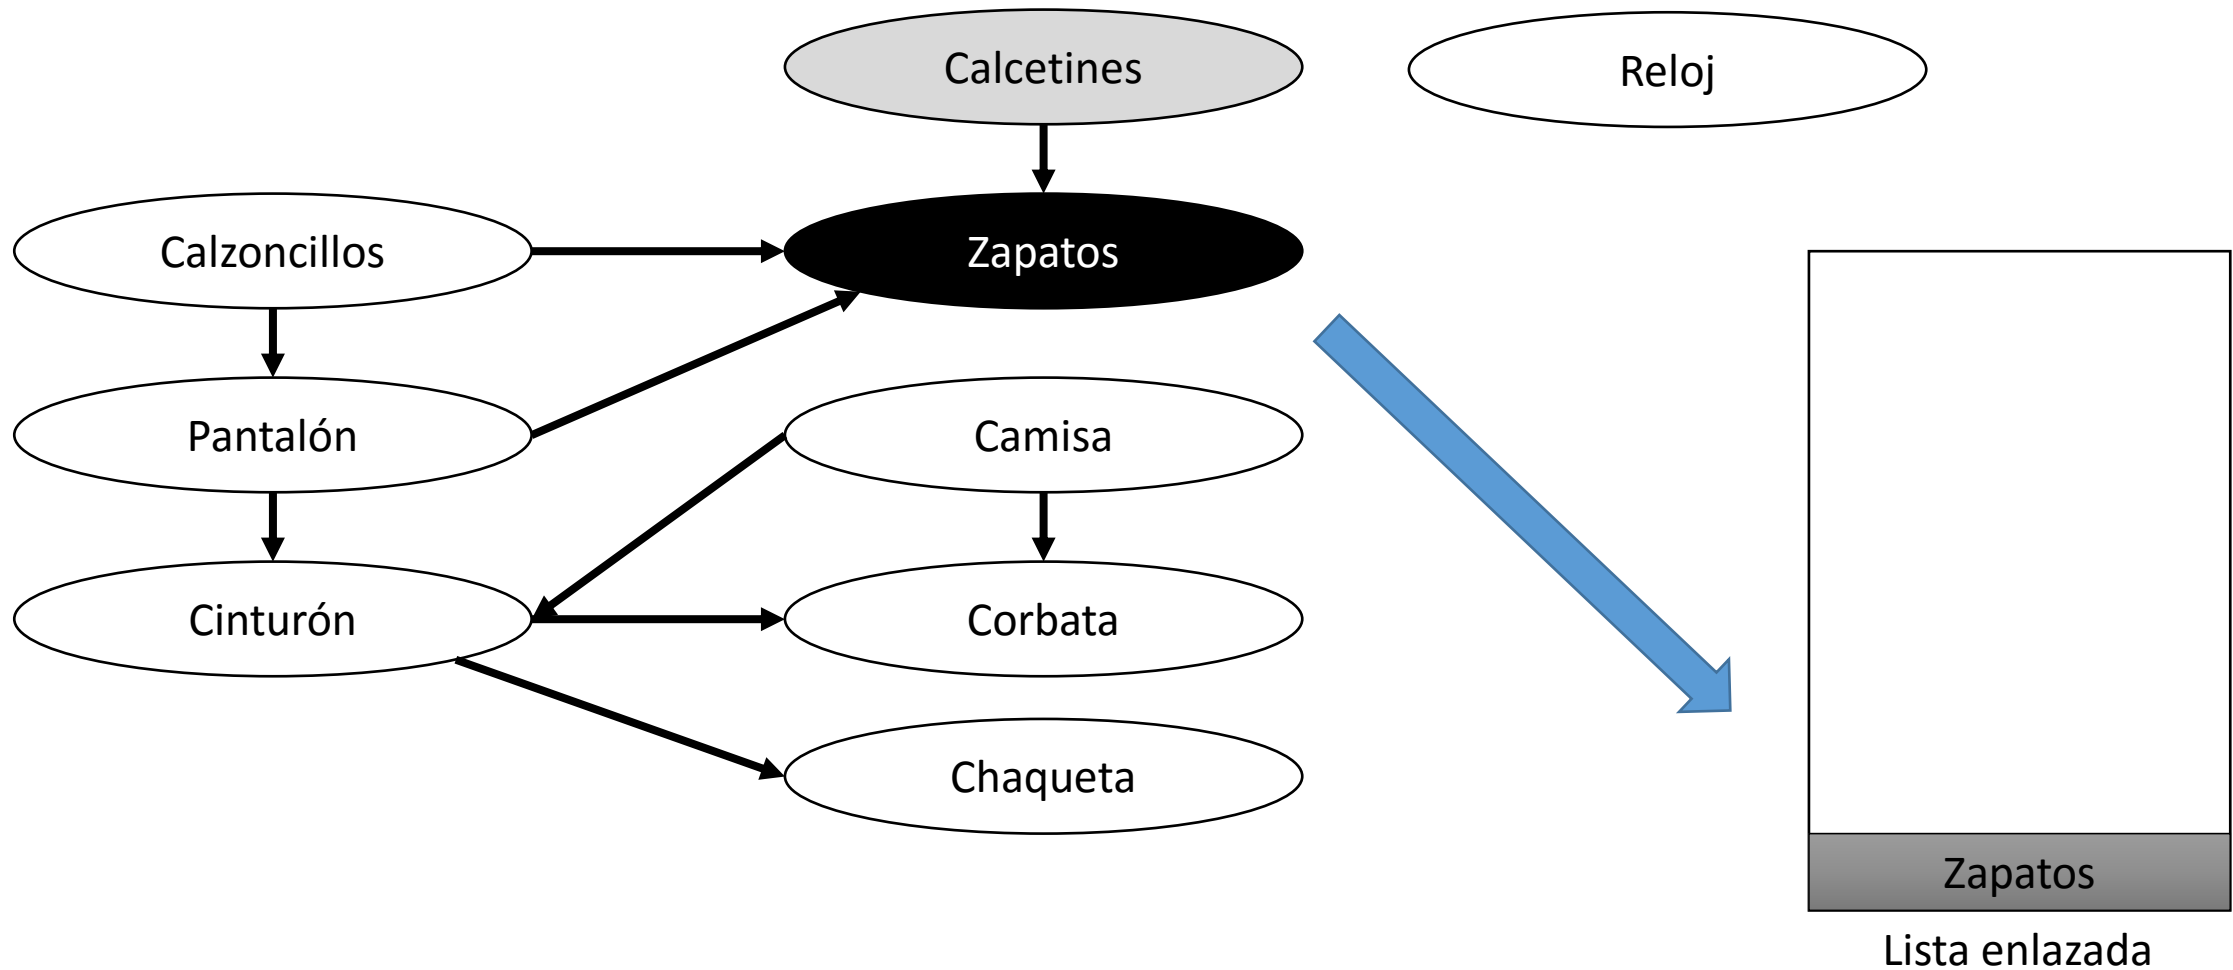 Calcetines
Reloj
Calzoncillos
Zapatos
Pantalón
Camisa
Cinturón
Corbata
Chaqueta
Zapatos
Lista enlazada